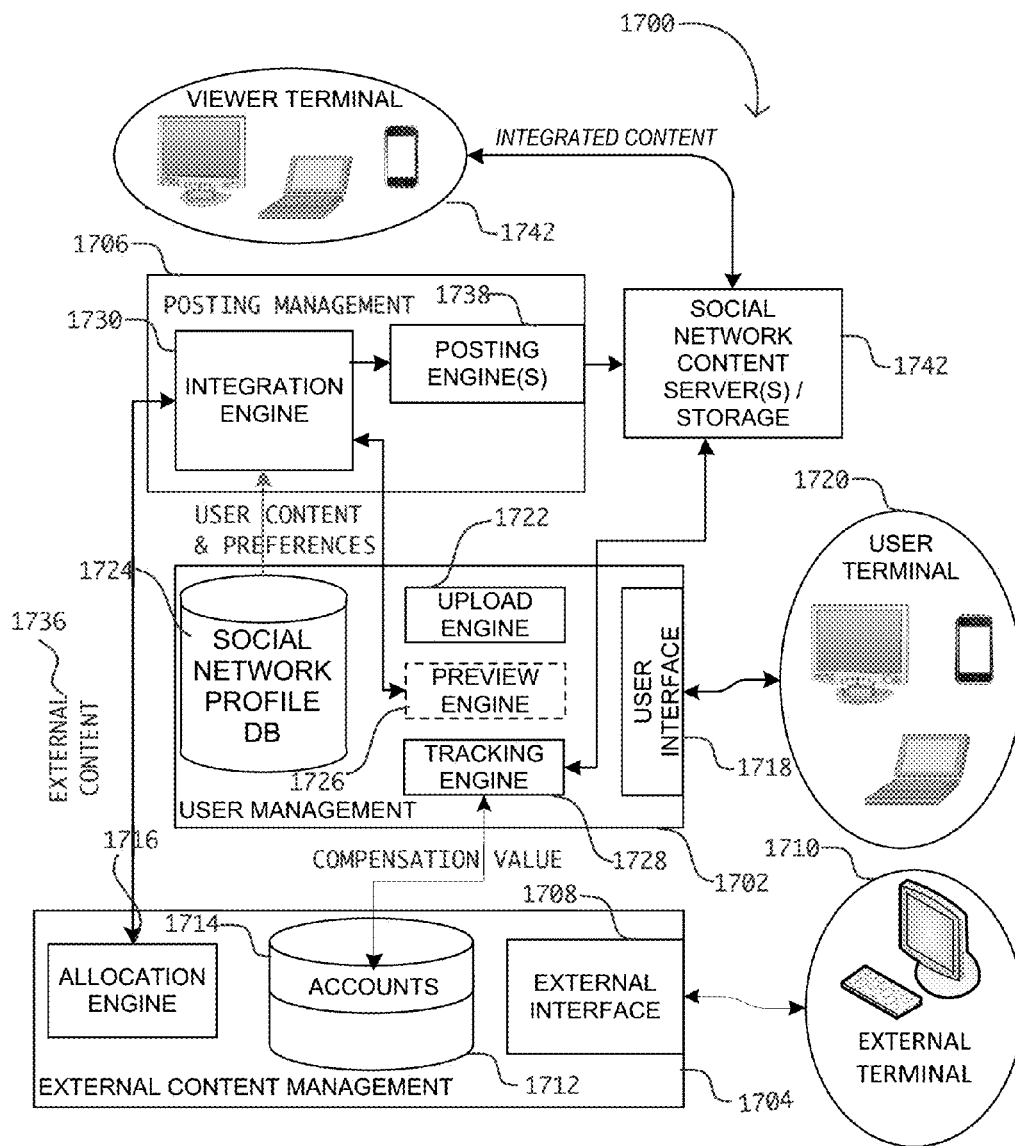 1700
VIEWER TERMINAL
INTEGRATED CONTENT
1742
1706
POSTING MANAGEMENT
1738
1730
INTEGRATION
ENGINE
POSTING
ENGINE(S)
SOCIAL
NETWORK
CONTENT
SERVER(S) /
STORAGE
1742
USER CONTENT
& PREFERENCES
1722
1720
USER
TERMINAL
1724
SOCIAL
NETWORK
PROFILE
DB
UPLOAD
ENGINE
PREVIEW
ENGINE
1726
TRACKING
ENGINE
USER
INTERFACE
1718
USER MANAGEMENT
1736
EXTERNAL
CONTENT
1716
COMPENSATION VALUE
1728
1702
1710
1708
1714
ALLOCATION
ENGINE
ACCOUNTS
EXTERNAL
INTERFACE
EXTERNAL
TERMINAL
EXTERNAL CONTENT MANAGEMENT
1712
1704